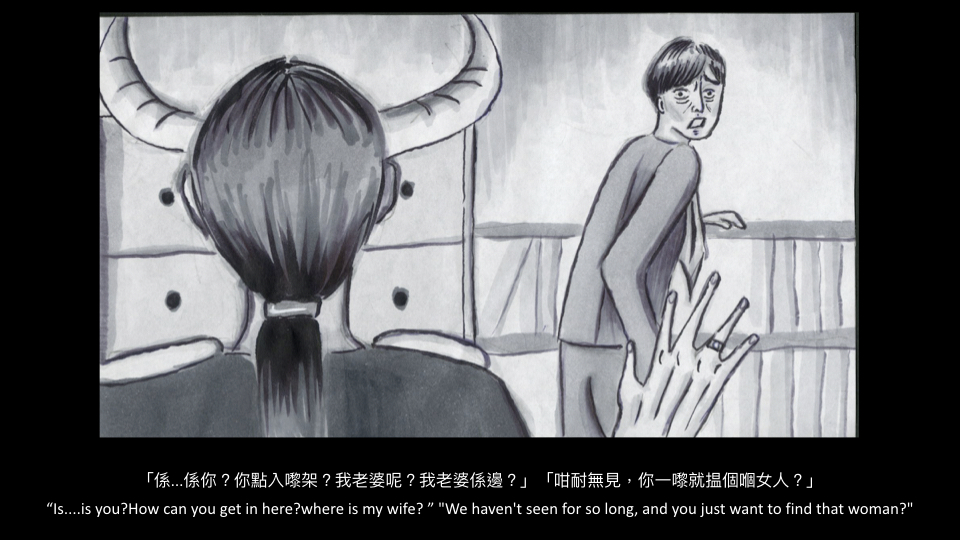 「係...係你？你點入嚟架？我老婆呢？我老婆係邊？」「咁耐無見，你一嚟就搵個嗰女人？」
“Is....is you?How can you get in here?where is my wife? ” "We haven't seen for so long, and you just want to find that woman?"